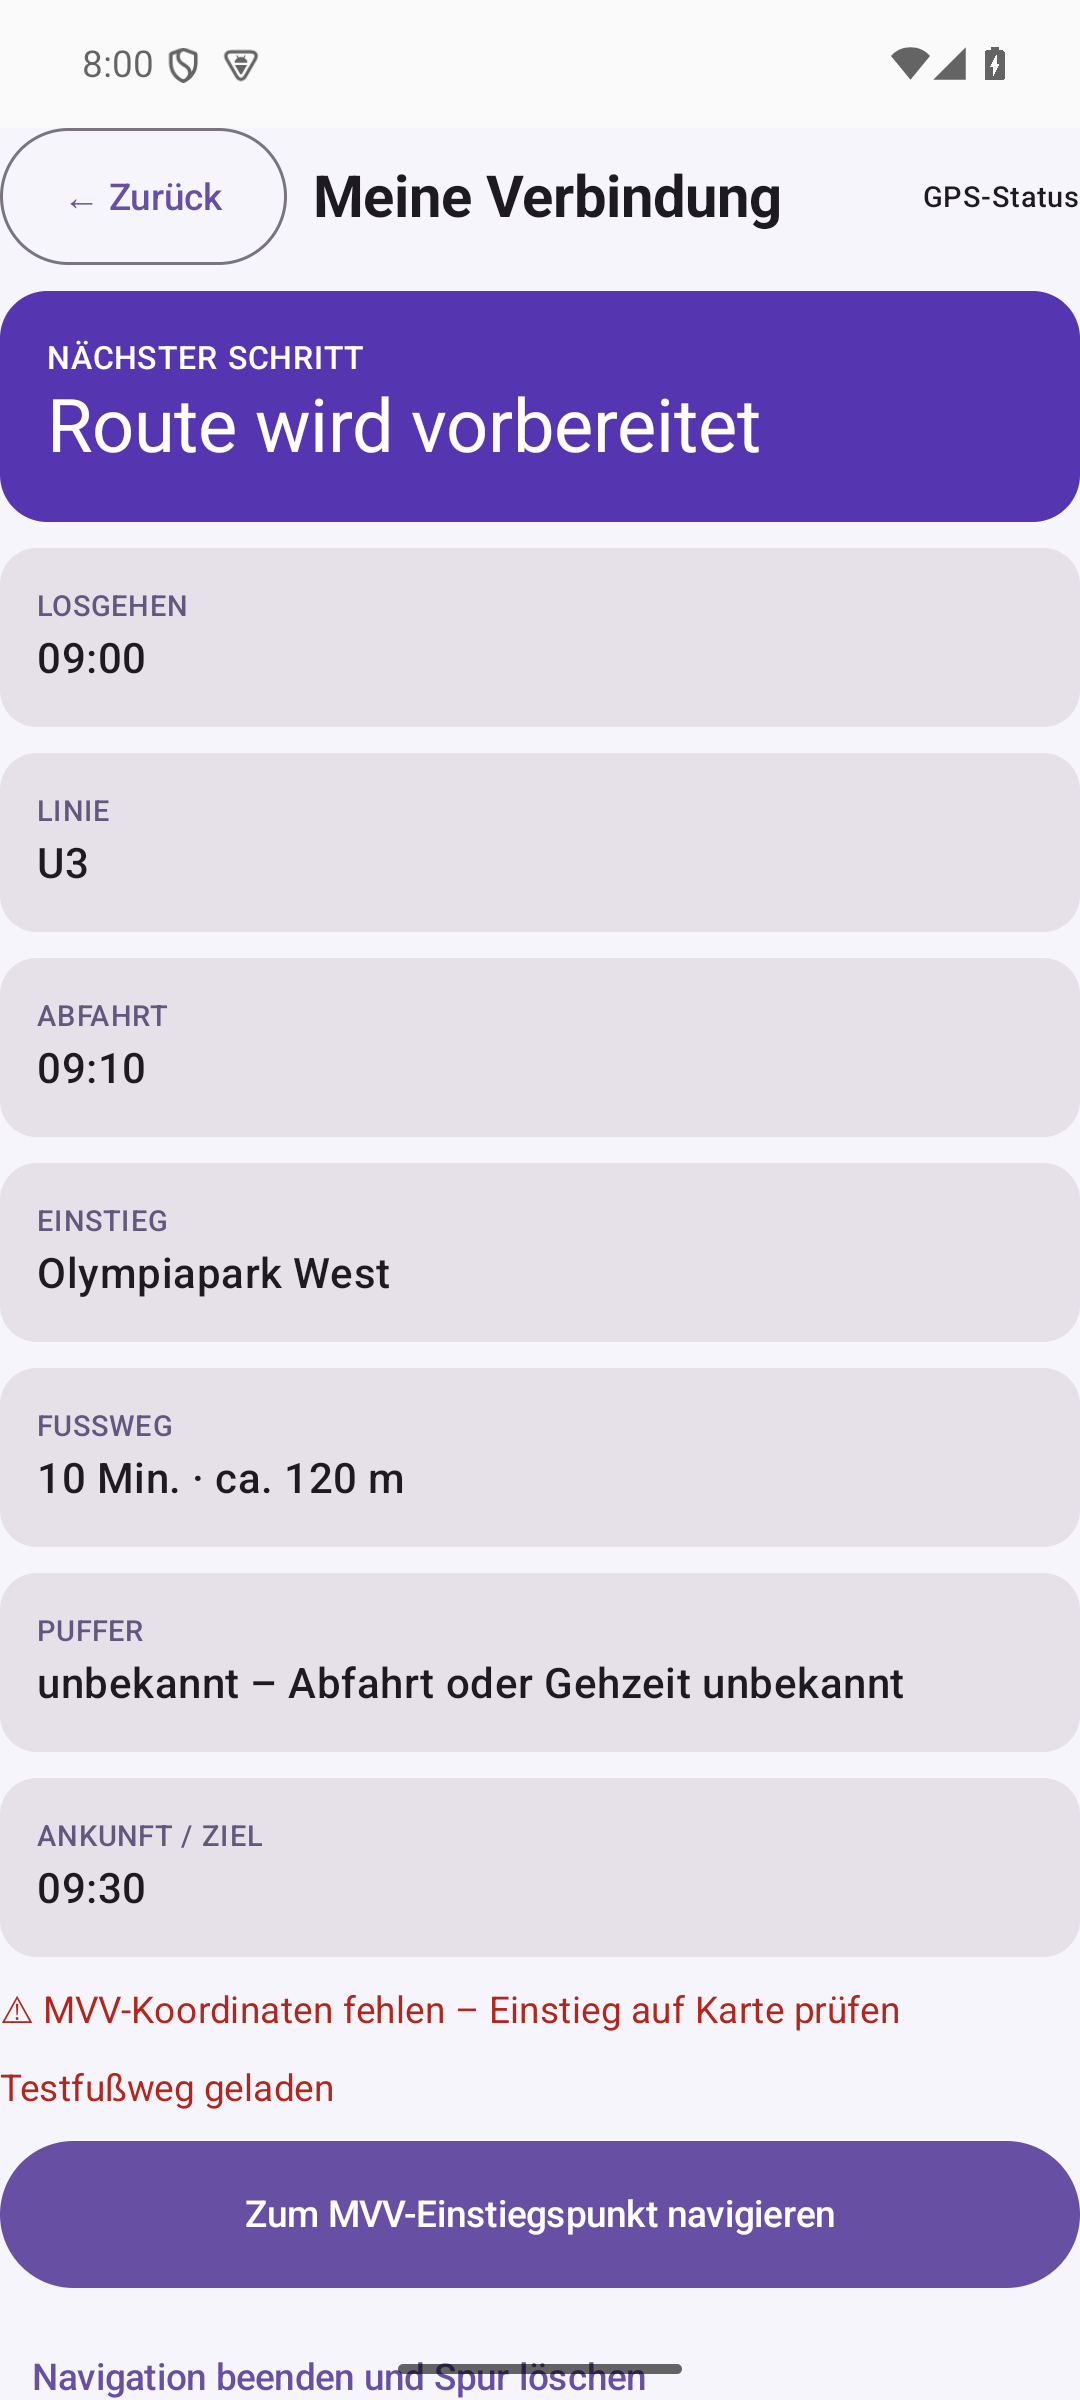 8:00
← Zurück
Meine Verbindung
GPS-Status
NÄCHSTER SCHRITT
Route wird vorbereitet
LOSGEHEN
09:00
LINIE
U3
ABFAHRT
09:10
EINSTIEG
Olympiapark West
FUSSWEG
10 Min. · ca. 120 m
PUFFER
unbekannt – Abfahrt oder Gehzeit unbekannt
ANKUNFT / ZIEL
09:30
⚠ MVV-Koordinaten fehlen – Einstieg auf Karte prüfen
Testfußweg geladen
Zum MVV-Einstiegspunkt navigieren
Navigation beenden und Spur löschen